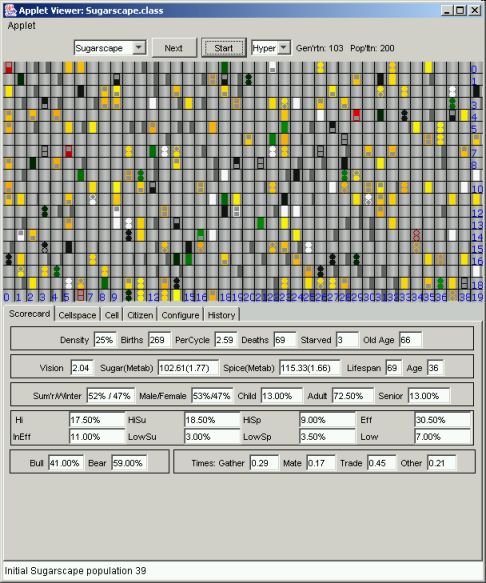 Applet Viewer: Sugarscape.class
Applet
Sugarscape Next Start Hyper Gen'rtn: 103 Pop'ltn: 200
0
1
2
3
4
5
6
7
8
10
11
12
13
14
15
16
18
0 1 2 3 4 5 6 7 8 9 10 11 12 13 15 16 17 18 19 20 21 22 23 24 25 26 27 28 29 30 31 32 33 34 35 36 37 38 19
Scorecard Cellspace Cell Citizen Configure History
Density 25% Births 269 PerCycle 2.59 Deaths 69 Starved 3 Old Age 66
Vision 2.04 Sugar(Metab) 102.61(1.77) Spice(Metab) 115.33(1.66) Lifespan 69 Age 36
Sum'r/Winter 52% / 47% Male/Female 53%/47% Child 13.00% Adult 72.50% Senior 13.00%
Hi 17.50% HiSu 18.50% HiSp 9.00% Eff 30.50%
InEff 11.00% LowSu 3.00% LowSp 3.50% Low 7.00%
Bull 41.00% Bear 59.00% Times: Gather 0.29 Mate 0.17 Trade 0.45 Other 0.21
Initial Sugarscape population 39